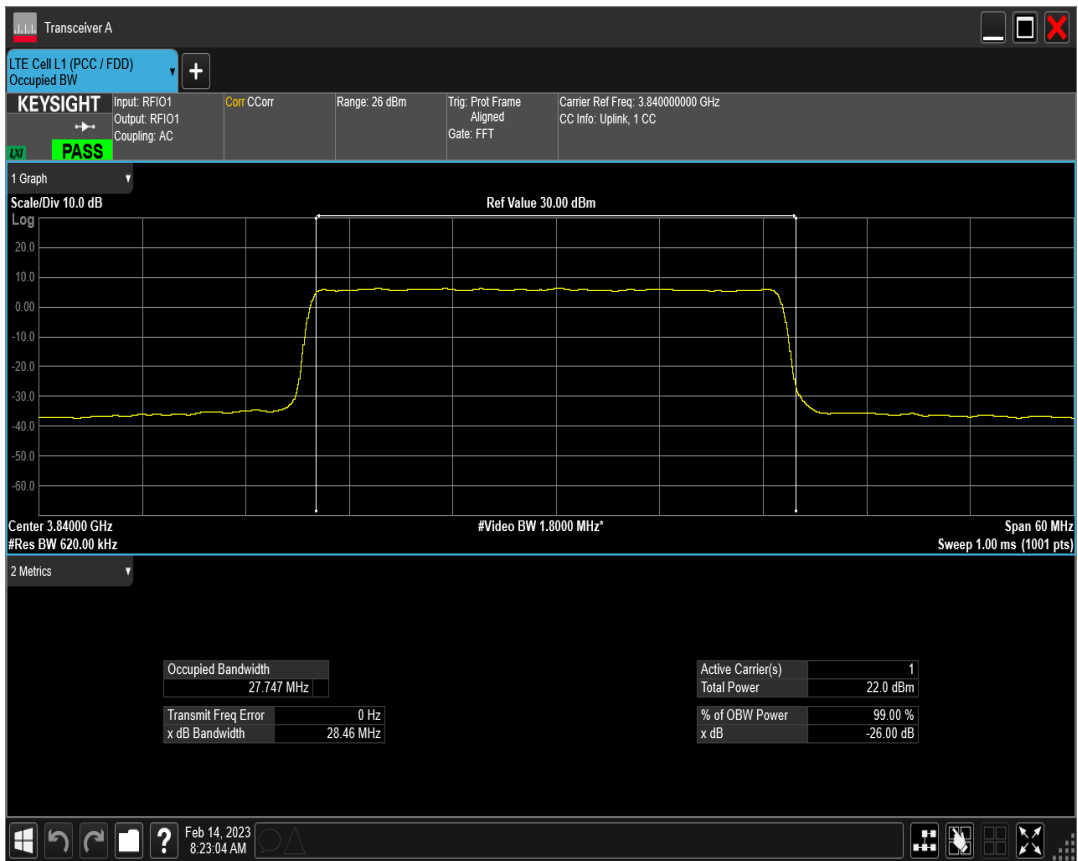 Transceiver A
LTE Cell L1 (PCC / FDD)
Occupied BW
+
KEYSIGHT
LXI
PASS
Input: RFIO1
Output: RFIO1
Coupling: AC
Corr CCorr
Range: 26 dBm
Trig: Prot Frame
Aligned
Gate: FFT
Carrier Ref Freq: 3.840000000 GHz
CC Info: Uplink, 1 CC
1 Graph
Scale/Div 10.0 dB
Ref Value 30.00 dBm
Log
20.0
10.0
0.00
-10.0
-20.0
-30.0
-40.0
-50.0
-60.0
Center 3.84000 GHz
#Video BW 1.8000 MHz*
Span 60 MHz
#Res BW 620.00 kHz
Sweep 1.00 ms (1001 pts)
2 Metrics
Occupied Bandwidth
27.747 MHz
Transmit Freq Error 0 Hz
x dB Bandwidth 28.46 MHz
Active Carrier(s) 1
Total Power 22.0 dBm
% of OBW Power 99.00 %
x dB -26.00 dB
?
Feb 14, 2023
8:23:04 AM